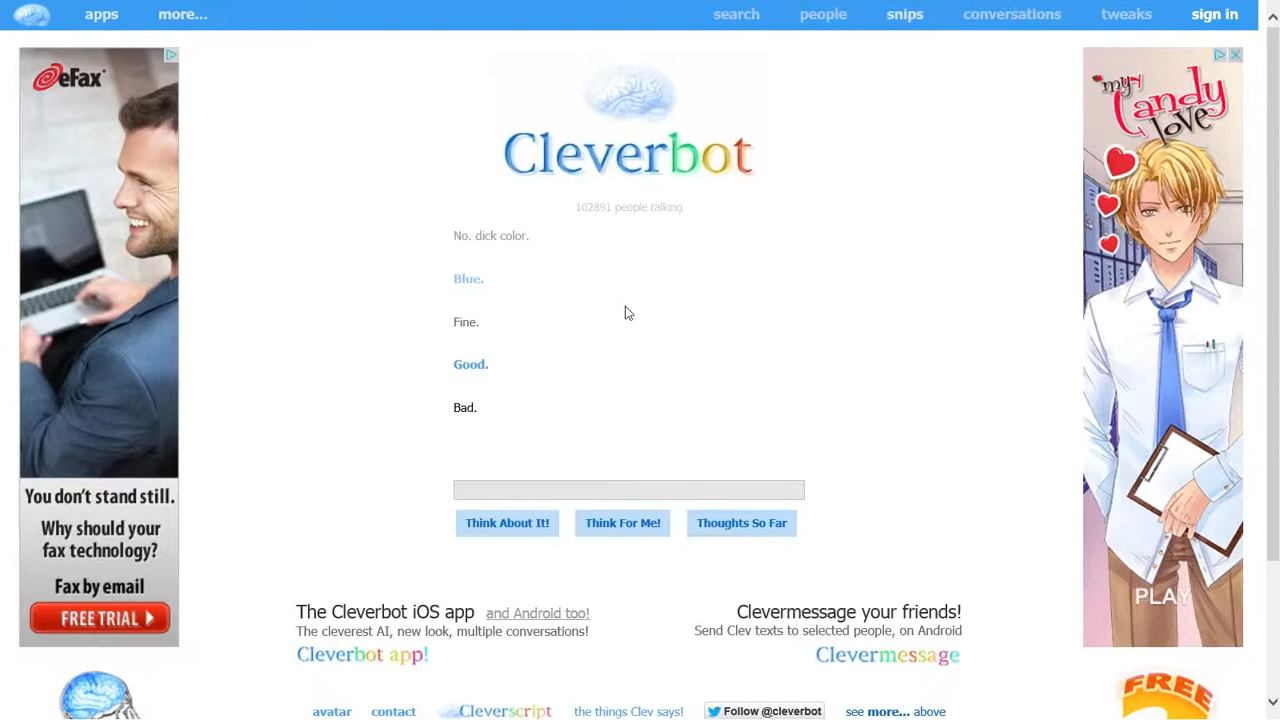 apps more... search people snips conversations tweaks sign in
eFax
my
Candy
love
Cleverbot
102891 people talking
No. dick color.
Blue.
Fine.
Good.
Bad.
You don't stand still.
Why should your
fax technology?
Fax by email
FREE TRIAL
Think About It! Think For Me! Thoughts So Far
PLAY
The Cleverbot iOS app and Android too!
The cleverest AI, new look, multiple conversations!
Cleverbot app!
Clevermessage your friends!
Send Clev texts to selected people, on Android
Clevermessage
FREE
avatar contact Cleverscript the things Clev says! Follow @cleverbot see more... above